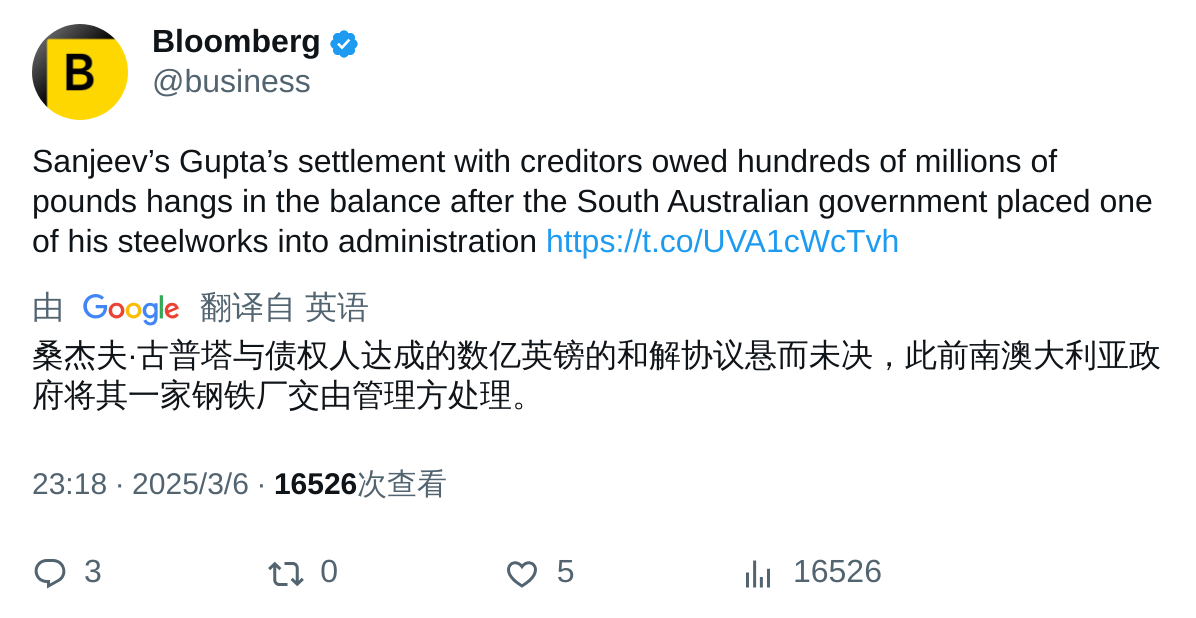 B
Bloomberg
@business
Sanjeev’s Gupta’s settlement with creditors owed hundreds of millions of
pounds hangs in the balance after the South Australian government placed one
of his steelworks into administration https://t.co/UVA1cWcTvh
由 Google 翻译自 英语
桑杰夫·古普塔与债权人达成的数亿英镑的和解协议悬而未决，此前南澳大利亚政
府将其一家钢铁厂交由管理方处理。
23:18 · 2025/3/6 · 16526次查看
3 0 5 16526